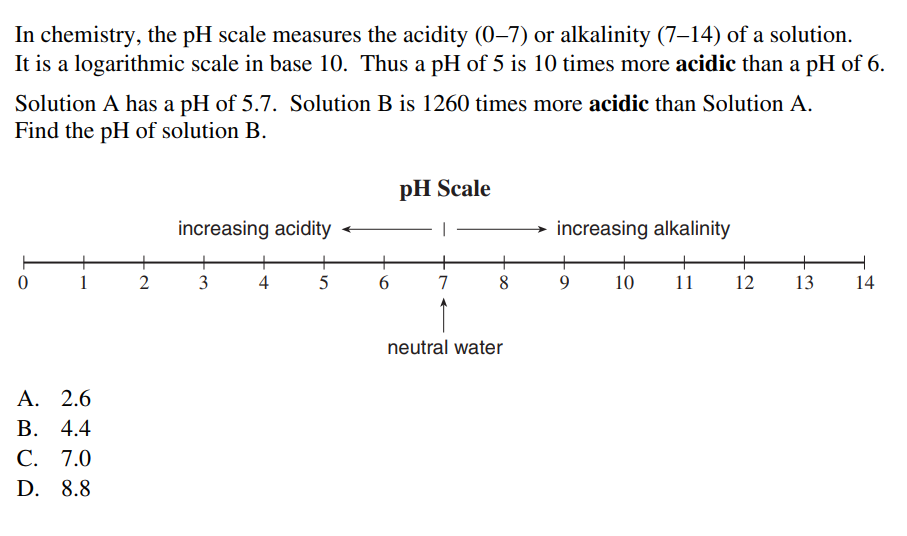 In chemistry, the pH scale measures the acidity (0–7) or alkalinity (7–14) of a solution.
It is a logarithmic scale in base 10. Thus a pH of 5 is 10 times more acidic than a pH of 6.
Solution A has a pH of 5.7. Solution B is 1260 times more acidic than Solution A.
Find the pH of solution B.
pH Scale
increasing acidity increasing alkalinity
0 1 2 3 4 5 6 7 8 9 10 11 12 13 14
neutral water
A. 2.6
B. 4.4
C. 7.0
D. 8.8